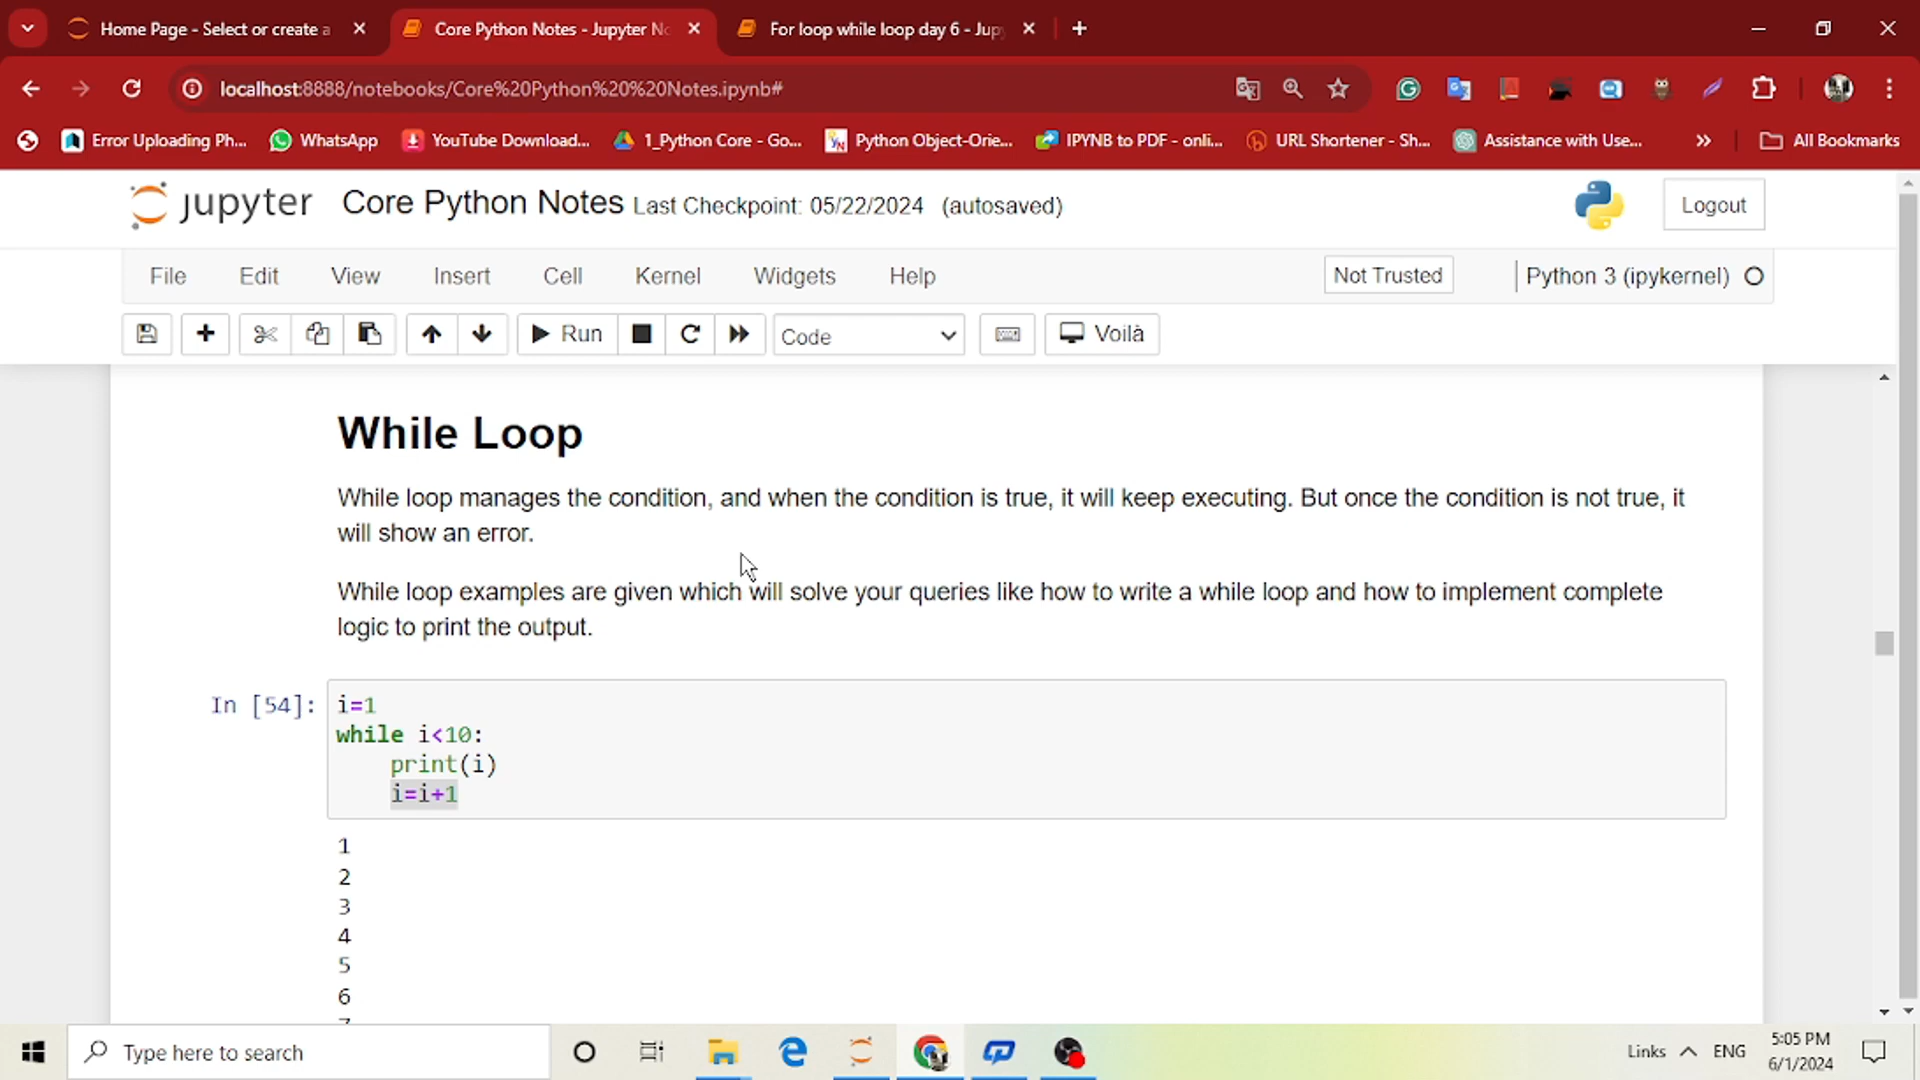 Home Page - Select or create a
Core Python Notes - Jupyter No
For loop while loop day 6 - Jup
localhost:8888/notebooks/Core%20Python%20%20Notes.ipynb#
Error Uploading Ph...
WhatsApp
YouTube Download...
1_Python Core - Go...
Python Object-Orie...
IPYNB to PDF - onli...
URL Shortener - Sh...
Assistance with Use...
All Bookmarks
jupyter Core Python Notes Last Checkpoint: 05/22/2024 (autosaved)
Logout
File Edit View Insert Cell Kernel Widgets Help
Not Trusted
Python 3 (ipykernel)
Run
Code
Voilà
While Loop
While loop manages the condition, and when the condition is true, it will keep executing. But once the condition is not true, it
will show an error.
While loop examples are given which will solve your queries like how to write a while loop and how to implement complete
logic to print the output.
In [54]:
i=1
while i<10:
    print(i)
    i=i+1
1
2
3
4
5
6
7
Type here to search
Links
ENG
5:05 PM
6/1/2024